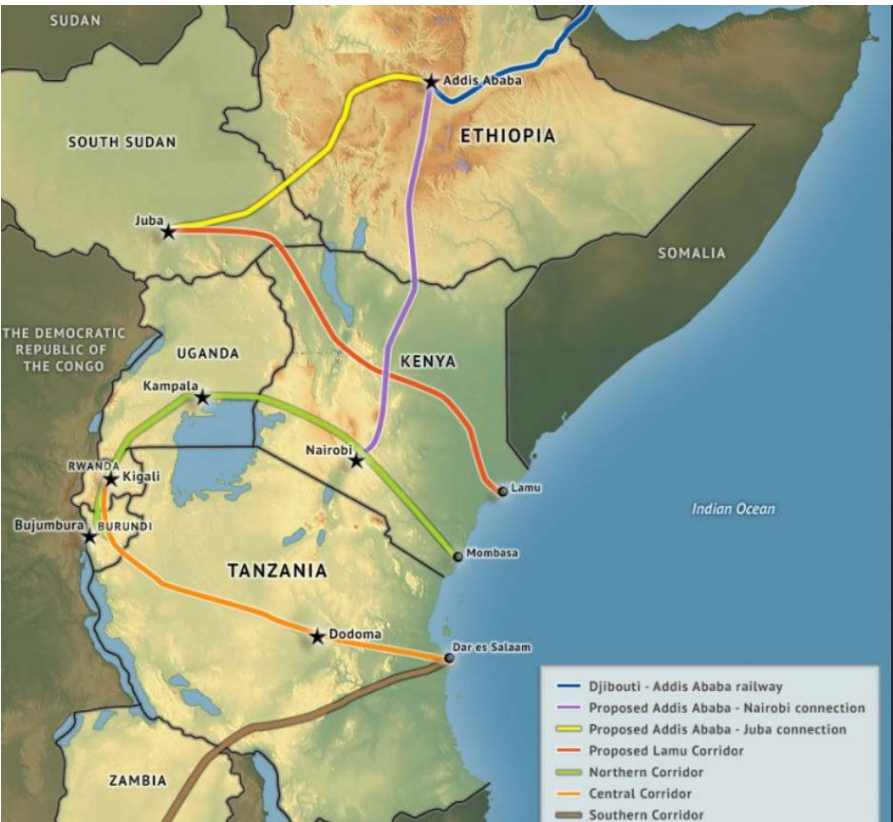 SUDAN
Addis Ababa
ETHIOPIA
SOUTH SUDAN
Juba
SOMALIA
THE DEMOCRATIC
REPUBLIC OF
THE CONGO
UGANDA
KENYA
Kampala
Nairobi
RWANDA
Kigali
Lamu
Indian Ocean
Bujumbura
BURUNDI
Mombasa
TANZANIA
Dodoma
Dar es Salaam
ZAMBIA
Djibouti - Addis Ababa railway
Proposed Addis Ababa - Nairobi connection
Proposed Addis Ababa - Juba connection
Proposed Lamu Corridor
Northern Corridor
Central Corridor
Southern Corridor